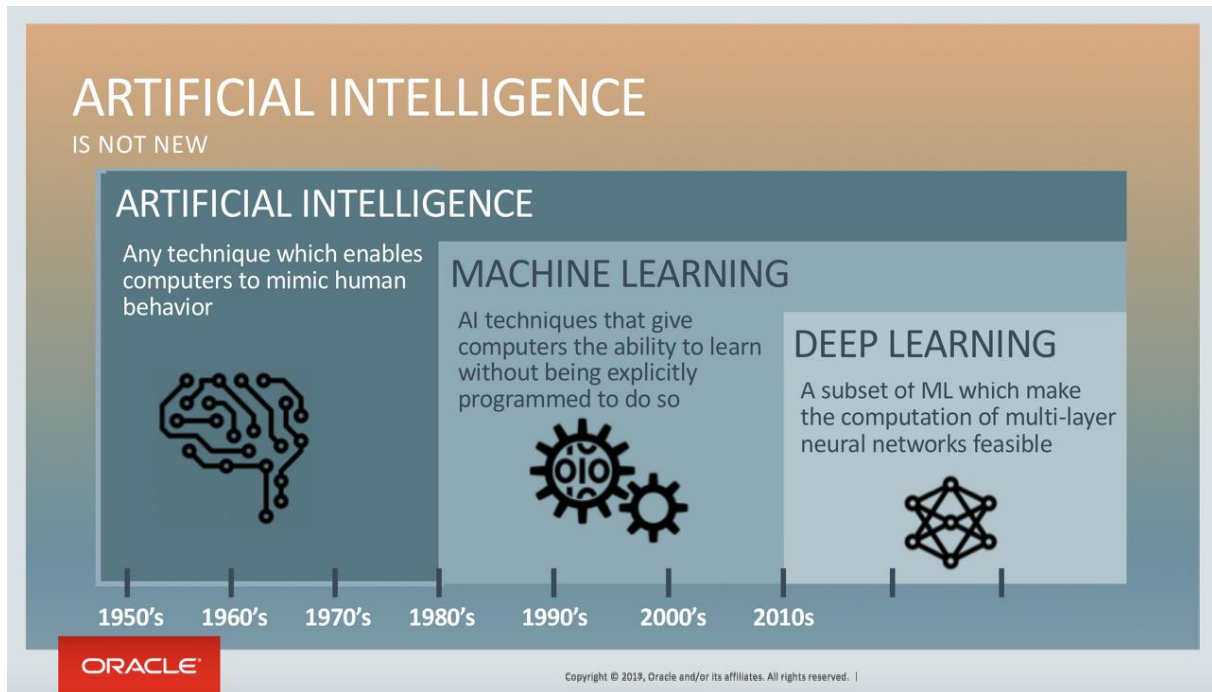 ARTIFICIAL INTELLIGENCE
IS NOT NEW
ARTIFICIAL INTELLIGENCE
Any technique which enables
computers to mimic human
behavior
MACHINE LEARNING
AI techniques that give
computers the ability to learn
without being explicitly
programmed to do so
DEEP LEARNING
A subset of ML which make
the computation of multi-layer
neural networks feasible
1950's 1960's 1970's 1980's 1990's 2000's 2010s
ORACLE
Copyright © 2019, Oracle and/or its affiliates. All rights reserved. |